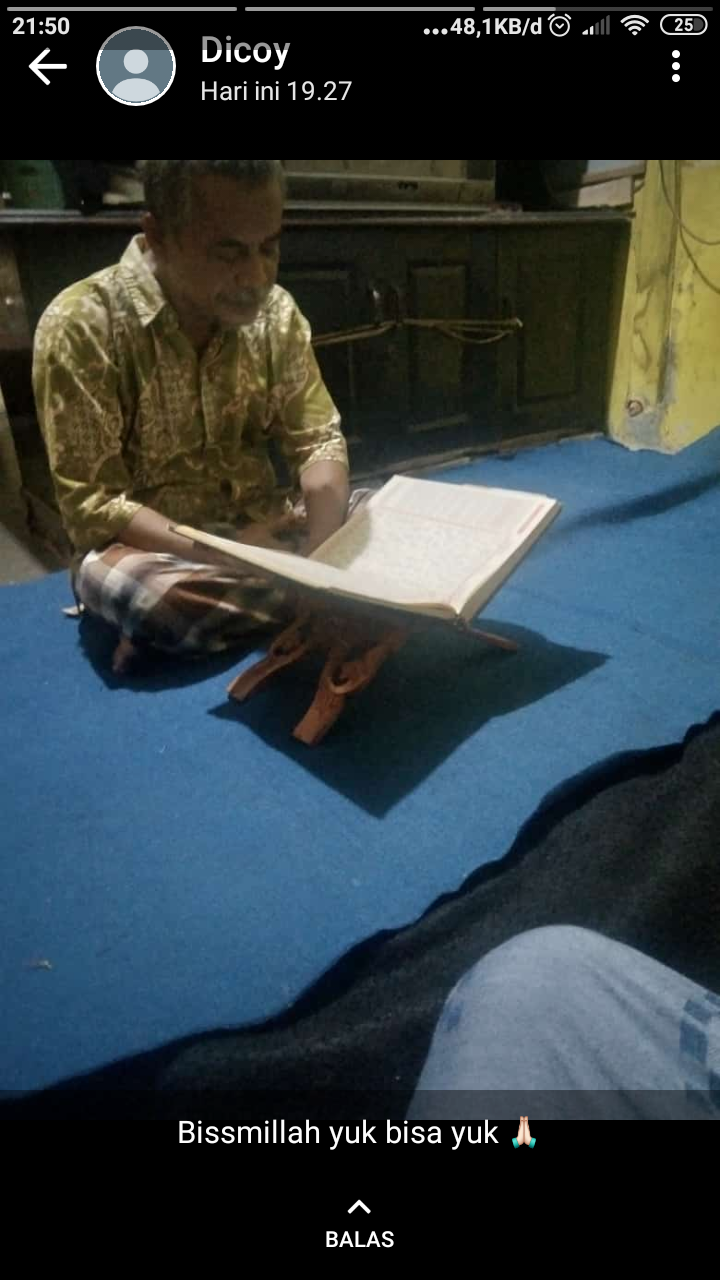 21:50
...48,1KB/d
25
Dicoy
Hari ini 19.27
Bissmillah yuk bisa yuk 🙏🏻
BALAS